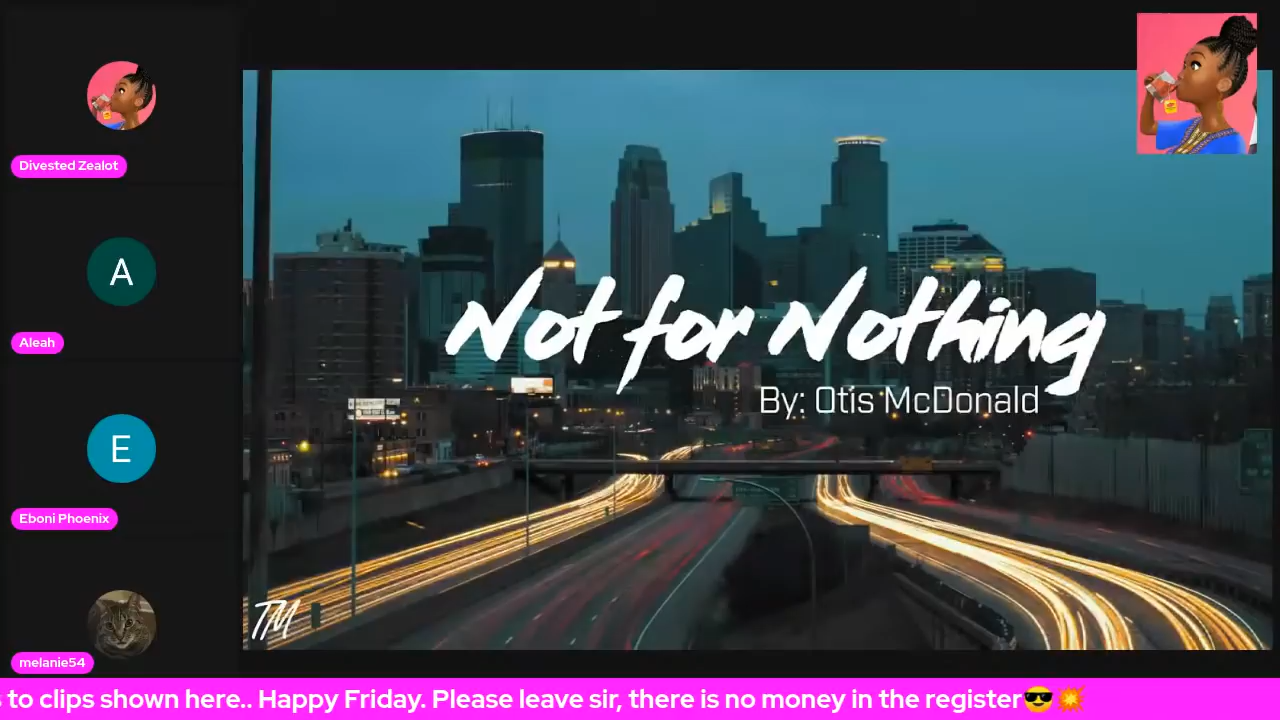 Divested Zealot
A
Aleah
E
Eboni Phoenix
melanie54
Not for Nothing
By: Otis McDonald
TM
s to clips shown here.. Happy Friday. Please leave sir, there is no money in the register😎💥